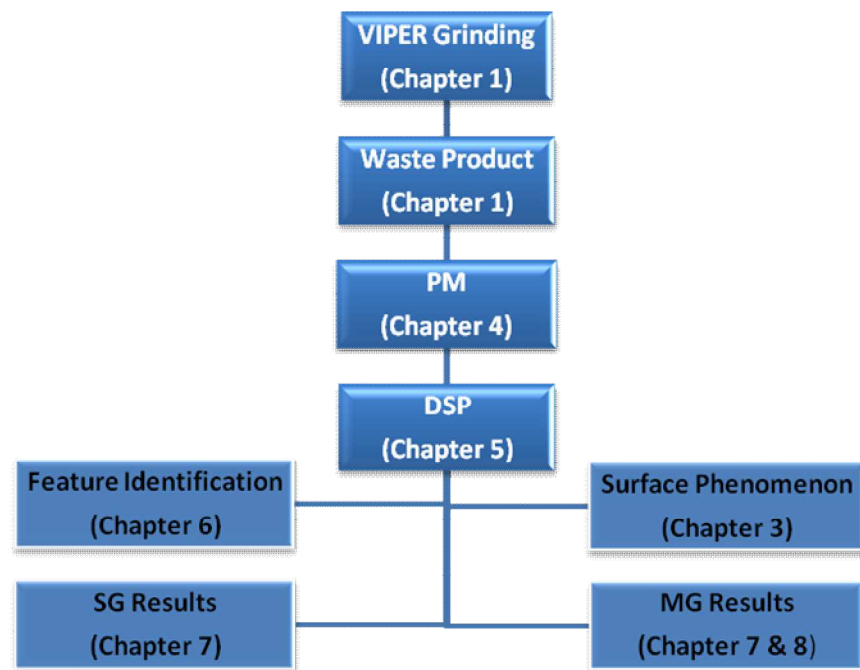 VIPER Grinding
(Chapter 1)
Waste Product
(Chapter 1)
PM
(Chapter 4)
DSP
(Chapter 5)
Feature Identification
(Chapter 6)
Surface Phenomenon
(Chapter 3)
SG Results
(Chapter 7)
MG Results
(Chapter 7 & 8)